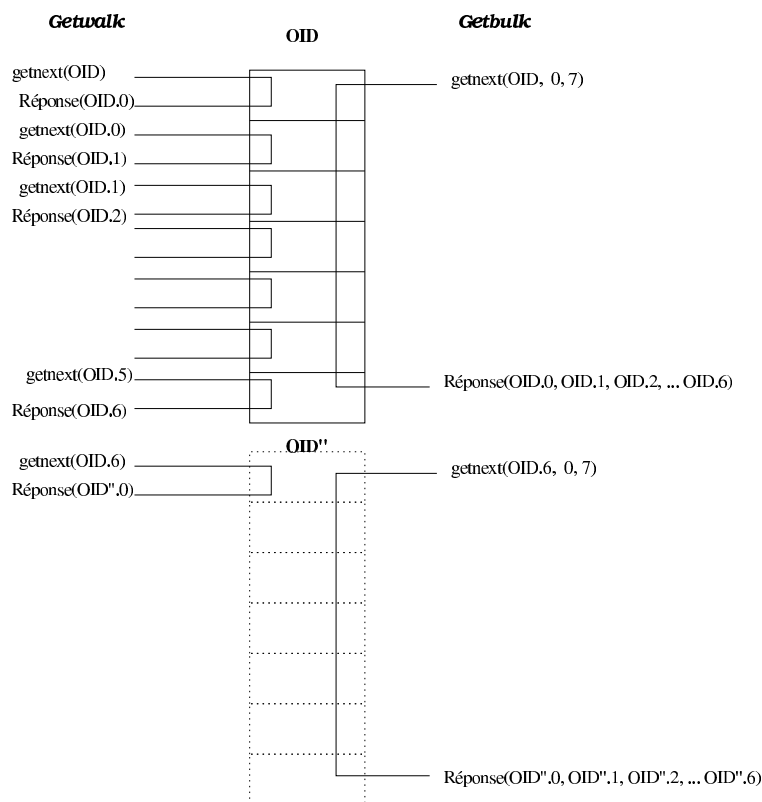 Getwalk
Getbulk
OID
getnext(OID)
getnext(OID, 0, 7)
Réponse(OID.0)
getnext(OID.0)
Réponse(OID.1)
getnext(OID.1)
Réponse(OID.2)
getnext(OID.5)
Réponse(OID.0, OID.1, OID.2, ... OID.6)
Réponse(OID.6)
OID"
getnext(OID.6)
getnext(OID.6, 0, 7)
Réponse(OID".0)
Réponse(OID".0, OID".1, OID".2, ... OID".6)